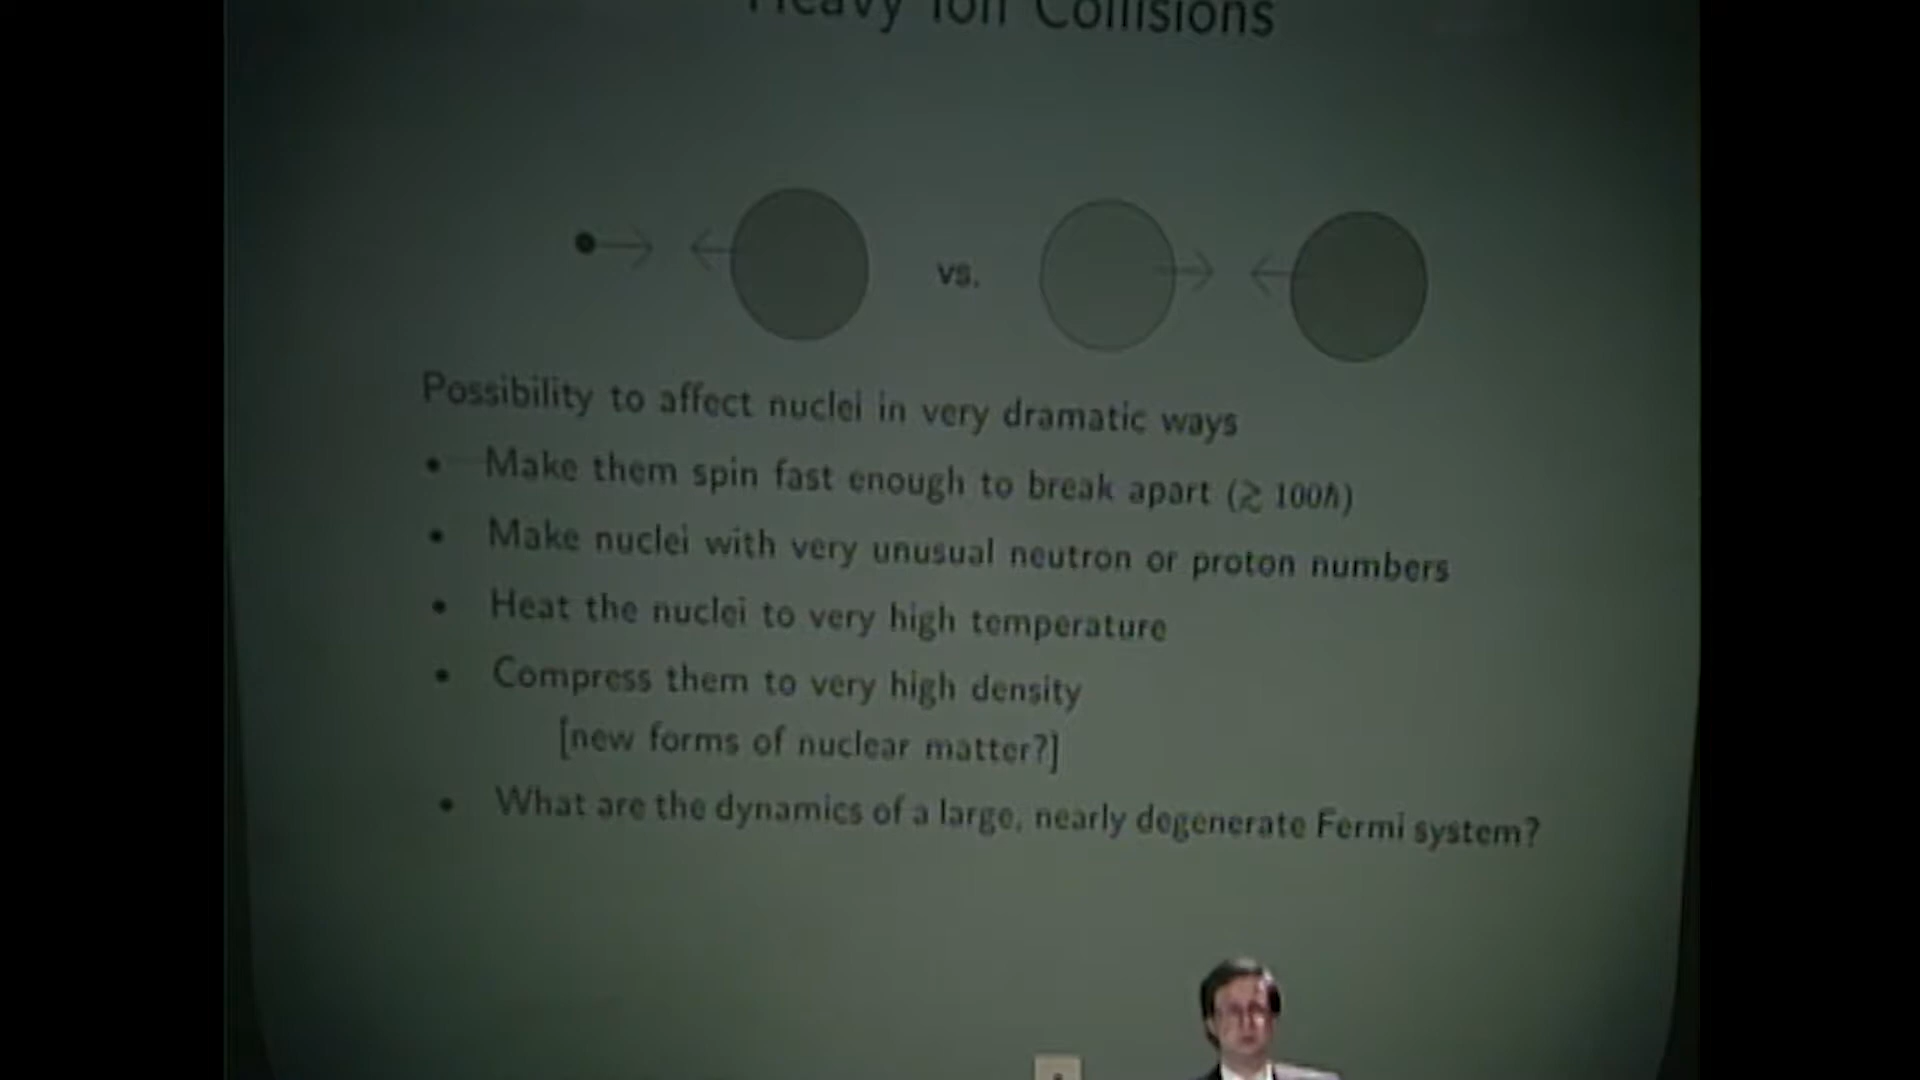 Heavy Ion Collisions
vs.
Possibility to affect nuclei in very dramatic ways
• Make them spin fast enough to break apart (≳ 100ℏ)
• Make nuclei with very unusual neutron or proton numbers
• Heat the nuclei to very high temperature
• Compress them to very high density
[new forms of nuclear matter?]
• What are the dynamics of a large, nearly degenerate Fermi system?